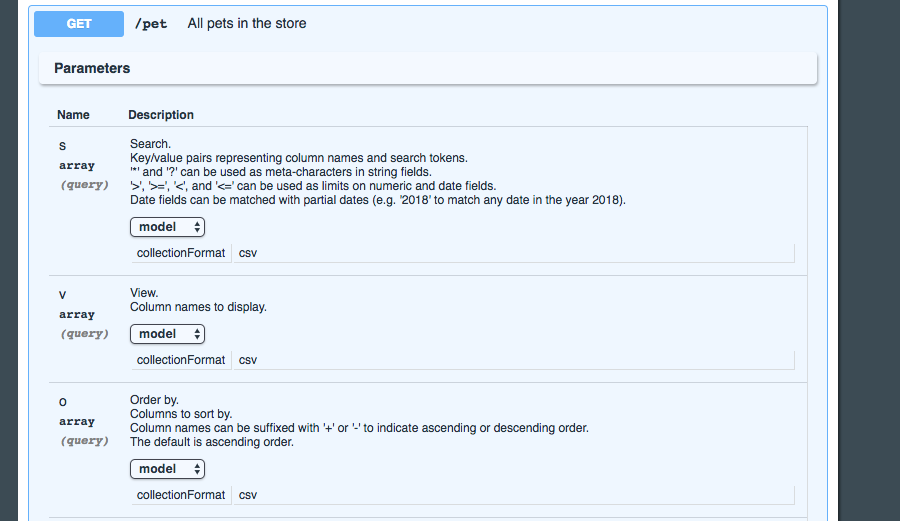 GET /pet All pets in the store
Parameters
Name Description
s Search.
Key/value pairs representing column names and search tokens.
array '*' and '?' can be used as meta-characters in string fields.
(query) '>', '>=', '<', and '<=' can be used as limits on numeric and date fields.
Date fields can be matched with partial dates (e.g. '2018' to match any date in the year 2018).
model
collectionFormat csv
v View.
array Column names to display.
(query) model
collectionFormat csv
o Order by.
Columns to sort by.
array Column names can be suffixed with '+' or '-' to indicate ascending or descending order.
(query) The default is ascending order.
model
collectionFormat csv